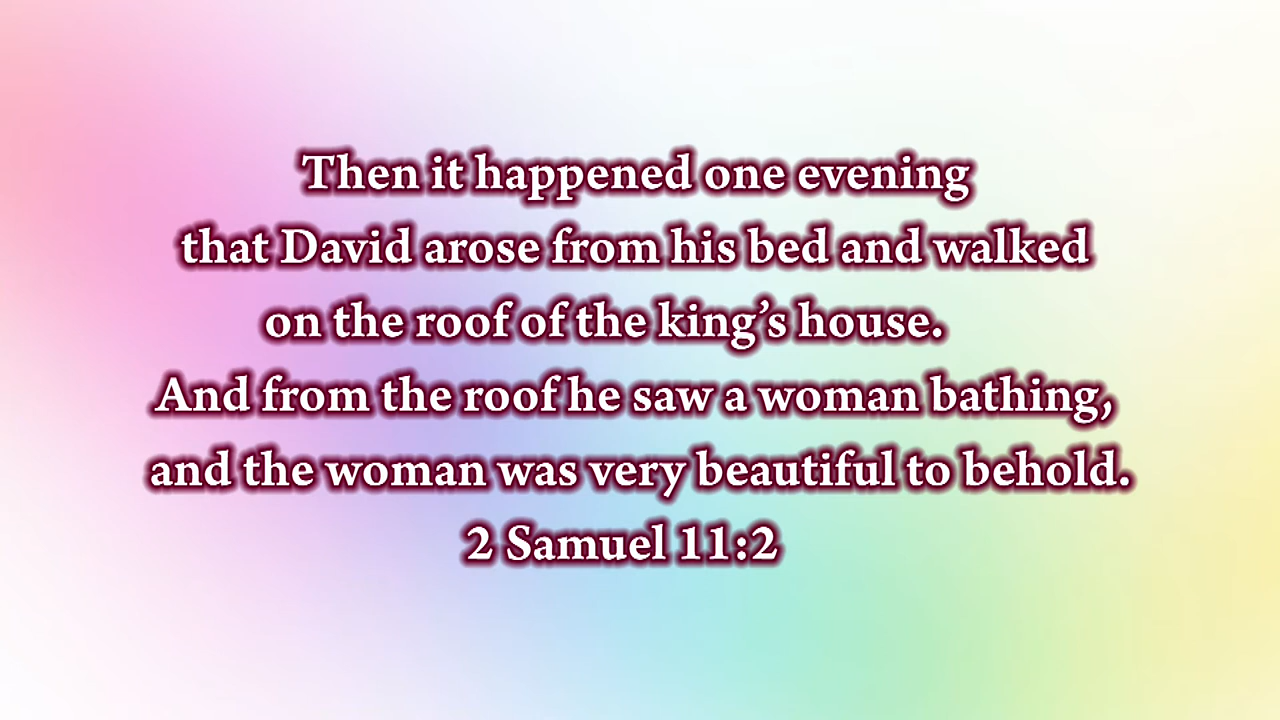 Then it happened one evening
that David arose from his bed and walked
on the roof of the king’s house.
And from the roof he saw a woman bathing,
and the woman was very beautiful to behold.
2 Samuel 11:2